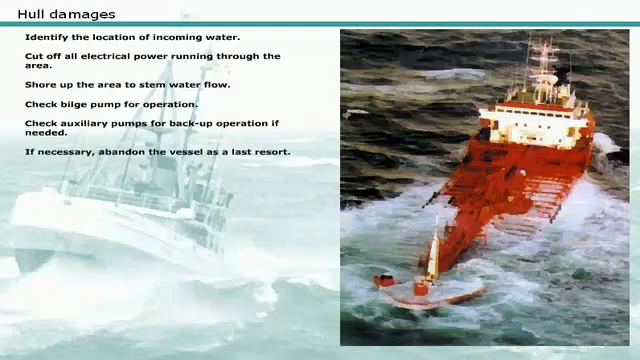 Hull damages
Identify the location of incoming water.
Cut off all electrical power running through the
area.
Shore up the area to stem water flow.
Check bilge pump for operation.
Check auxiliary pumps for back-up operation if
needed.
If necessary, abandon the vessel as a last resort.